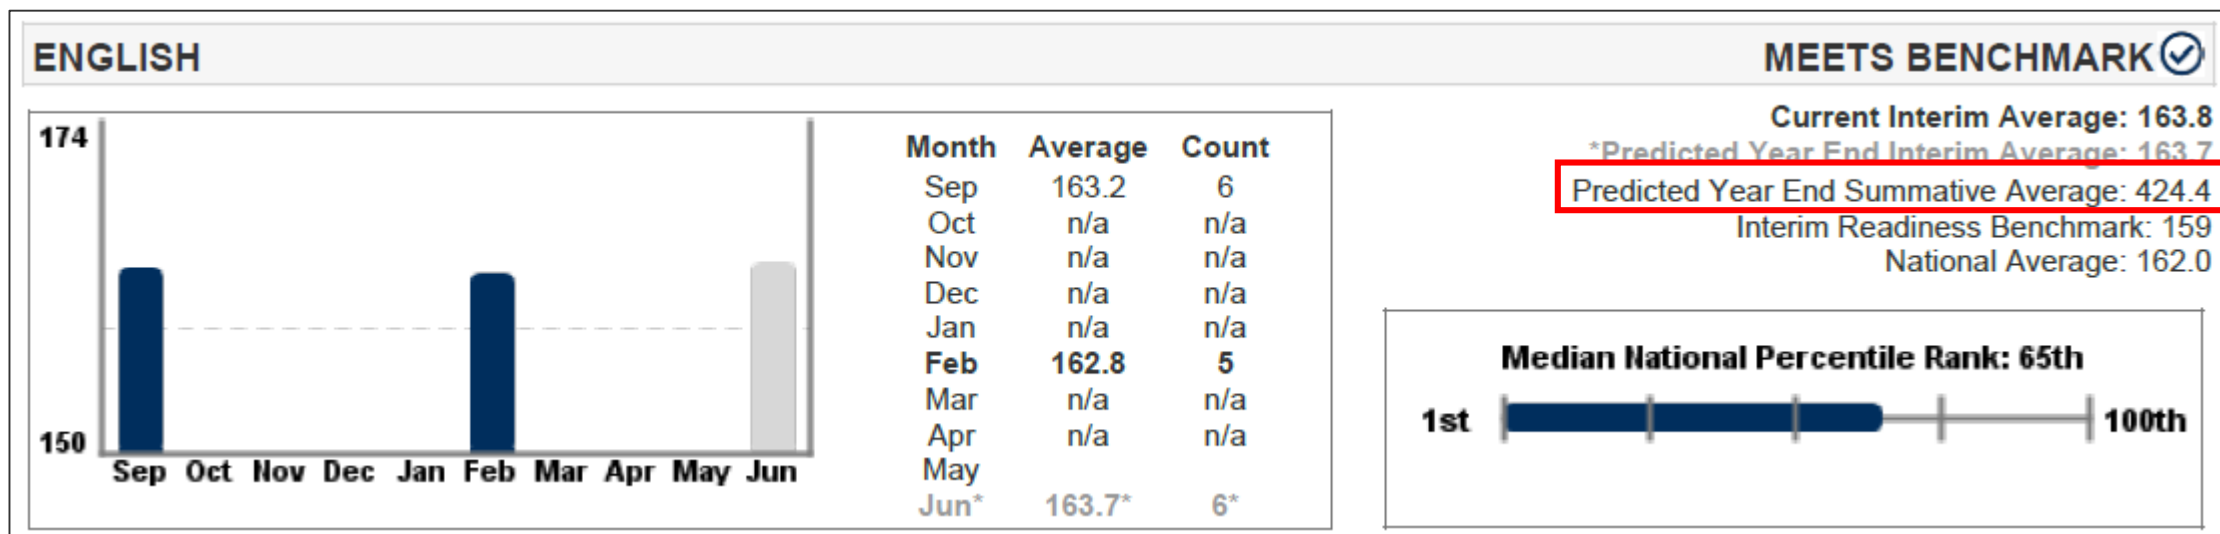 ENGLISH
MEETS BENCHMARK
174
150
Sep Oct Nov Dec Jan Feb Mar Apr May Jun
Month Average Count
Sep 163.2 6
Oct n/a n/a
Nov n/a n/a
Dec n/a n/a
Jan n/a n/a
Feb 162.8 5
Mar n/a n/a
Apr n/a n/a
May
Jun* 163.7* 6*
Current Interim Average: 163.8
*Predicted Year End Interim Average: 163.7
Predicted Year End Summative Average: 424.4
Interim Readiness Benchmark: 159
National Average: 162.0
Median National Percentile Rank: 65th
1st
100th